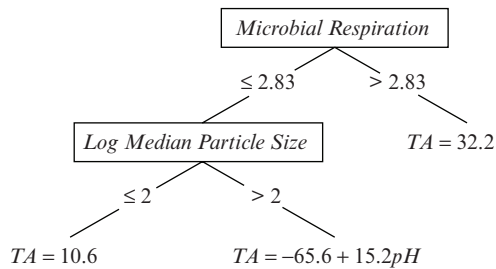 Microbial Respiration
≤ 2.83
> 2.83
Log Median Particle Size
TA = 32.2
≤ 2
> 2
TA = 10.6
TA = −65.6 + 15.2pH